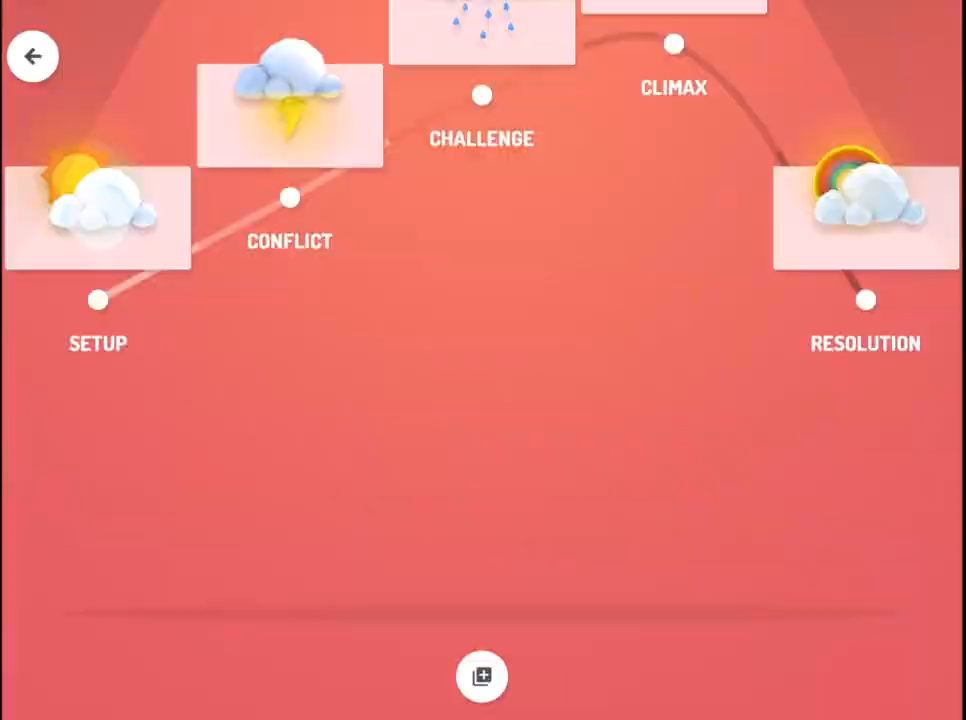 CLIMAX
CHALLENGE
CONFLICT
SETUP
RESOLUTION